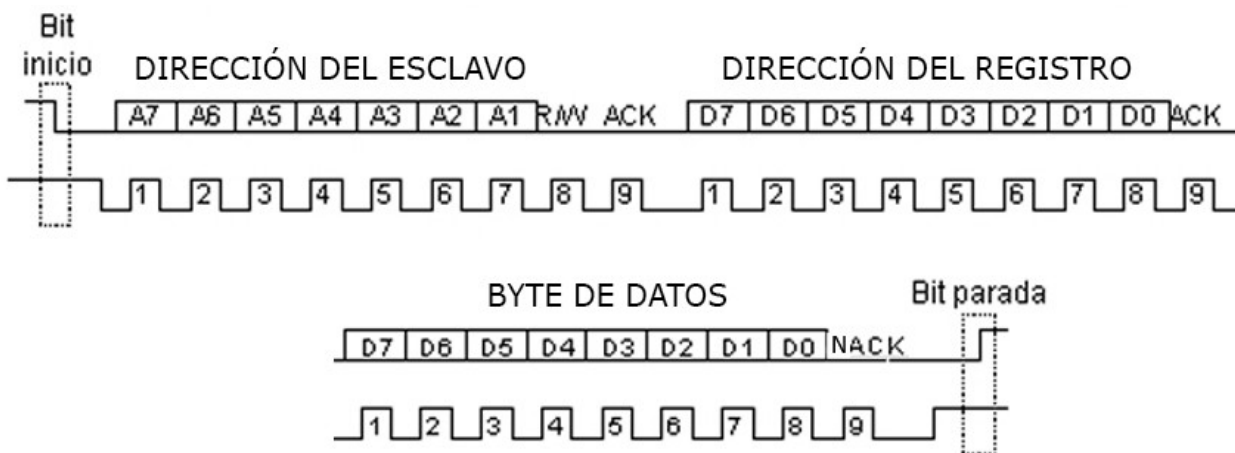 Bit
inicio
DIRECCIÓN DEL ESCLAVO
DIRECCIÓN DEL REGISTRO
A7 A6 A5 A4 A3 A2 A1 R/W ACK D7 D6 D5 D4 D3 D2 D1 D0 ACK
1 2 3 4 5 6 7 8 9 1 2 3 4 5 6 7 8 9
BYTE DE DATOS
Bit parada
D7 D6 D5 D4 D3 D2 D1 D0 NACK
1 2 3 4 5 6 7 8 9